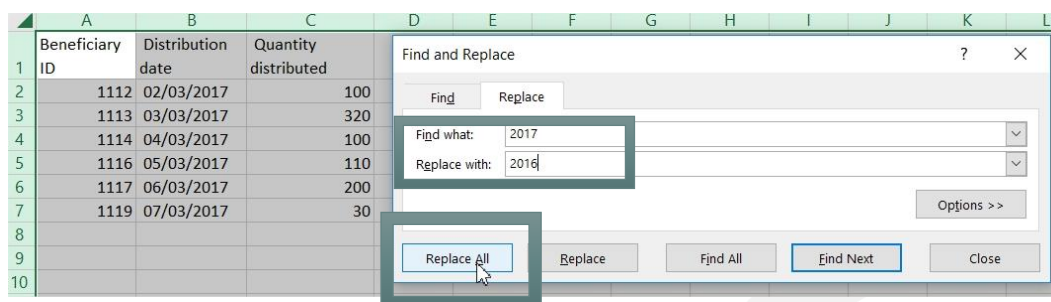 A B C D E F G H I J K L
Find and Replace ? ×
1 Beneficiary ID Distribution date Quantity distributed
2 1112 02/03/2017 100
3 1113 03/03/2017 320
4 1114 04/03/2017 100
5 1116 05/03/2017 110
6 1117 06/03/2017 200
7 1119 07/03/2017 30
8
9
10
Find Replace
Find what: 2017
Replace with: 2016
Options >>
Replace All Replace Find All Find Next Close